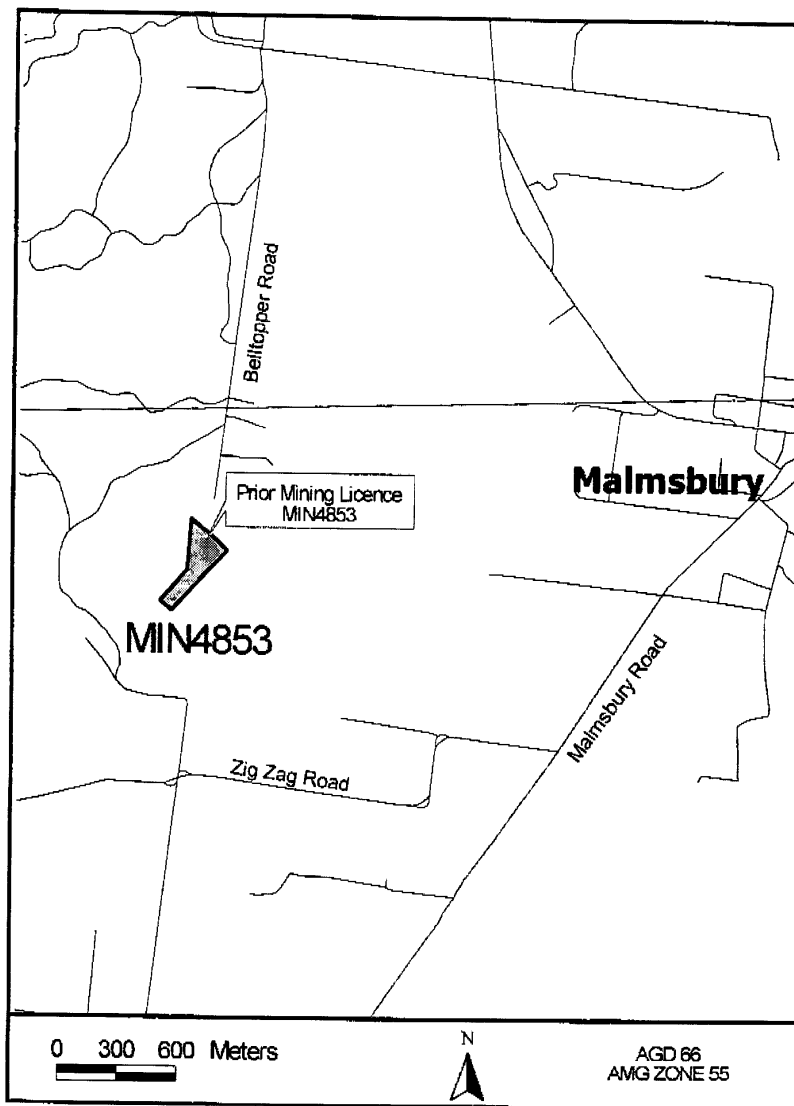 Belltopper Road
Prior Mining Licence
MIN4853
Malmsbury
MIN4853
Malmsbury Road
Zig Zag Road
0 300 600 Meters
N
AGD 66
AMG ZONE 55